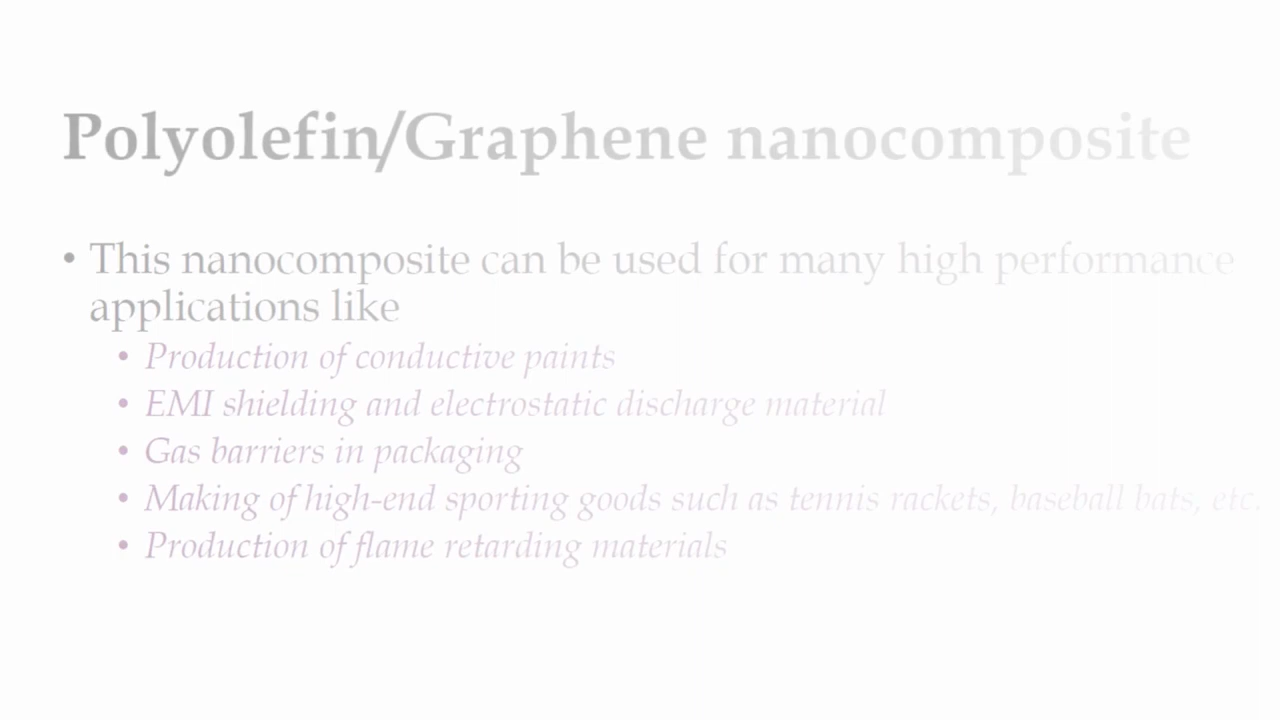 Polyolefin/Graphene nanocomposite
• This nanocomposite can be used for many high performance
applications like
• Production of conductive paints
• EMI shielding and electrostatic discharge material
• Gas barriers in packaging
• Making of high-end sporting goods such as tennis rackets, baseball bats, etc.
• Production of flame retarding materials